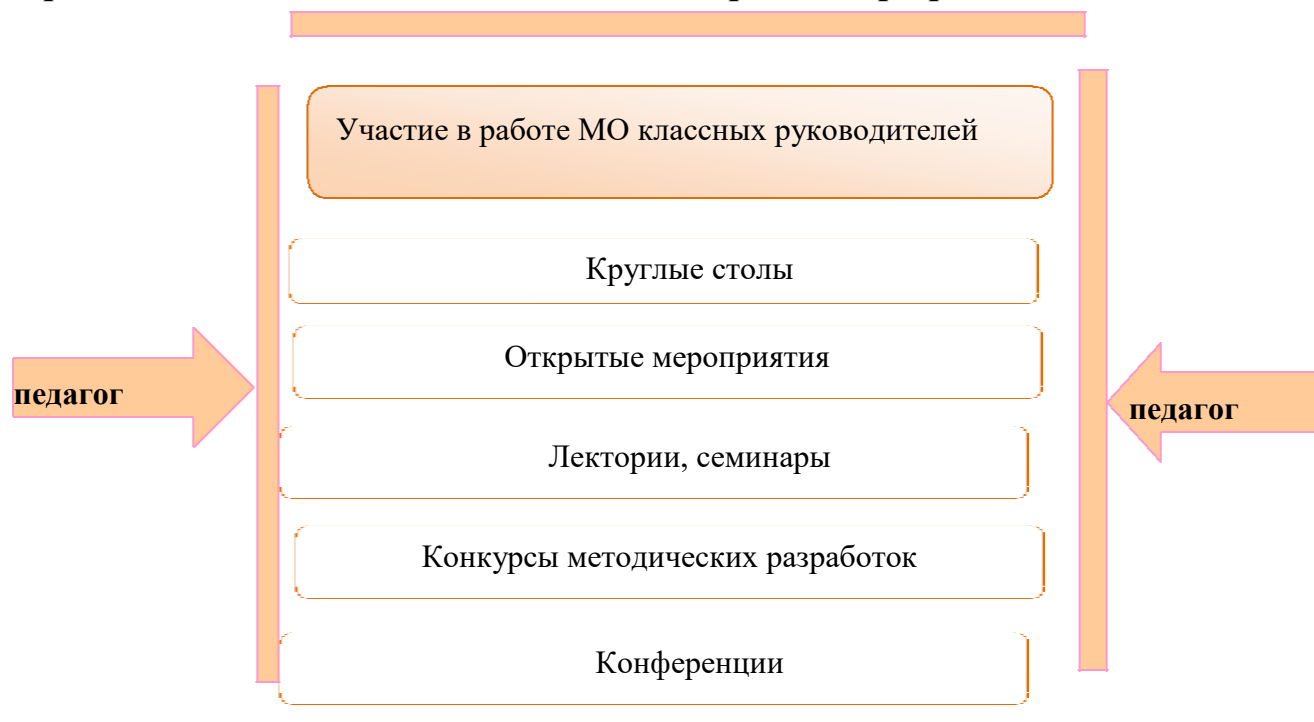 Участие в работе МО классных руководителей
Круглые столы
Открытые мероприятия
педагог
педагог
Лектории, семинары
Конкурсы методических разработок
Конференции